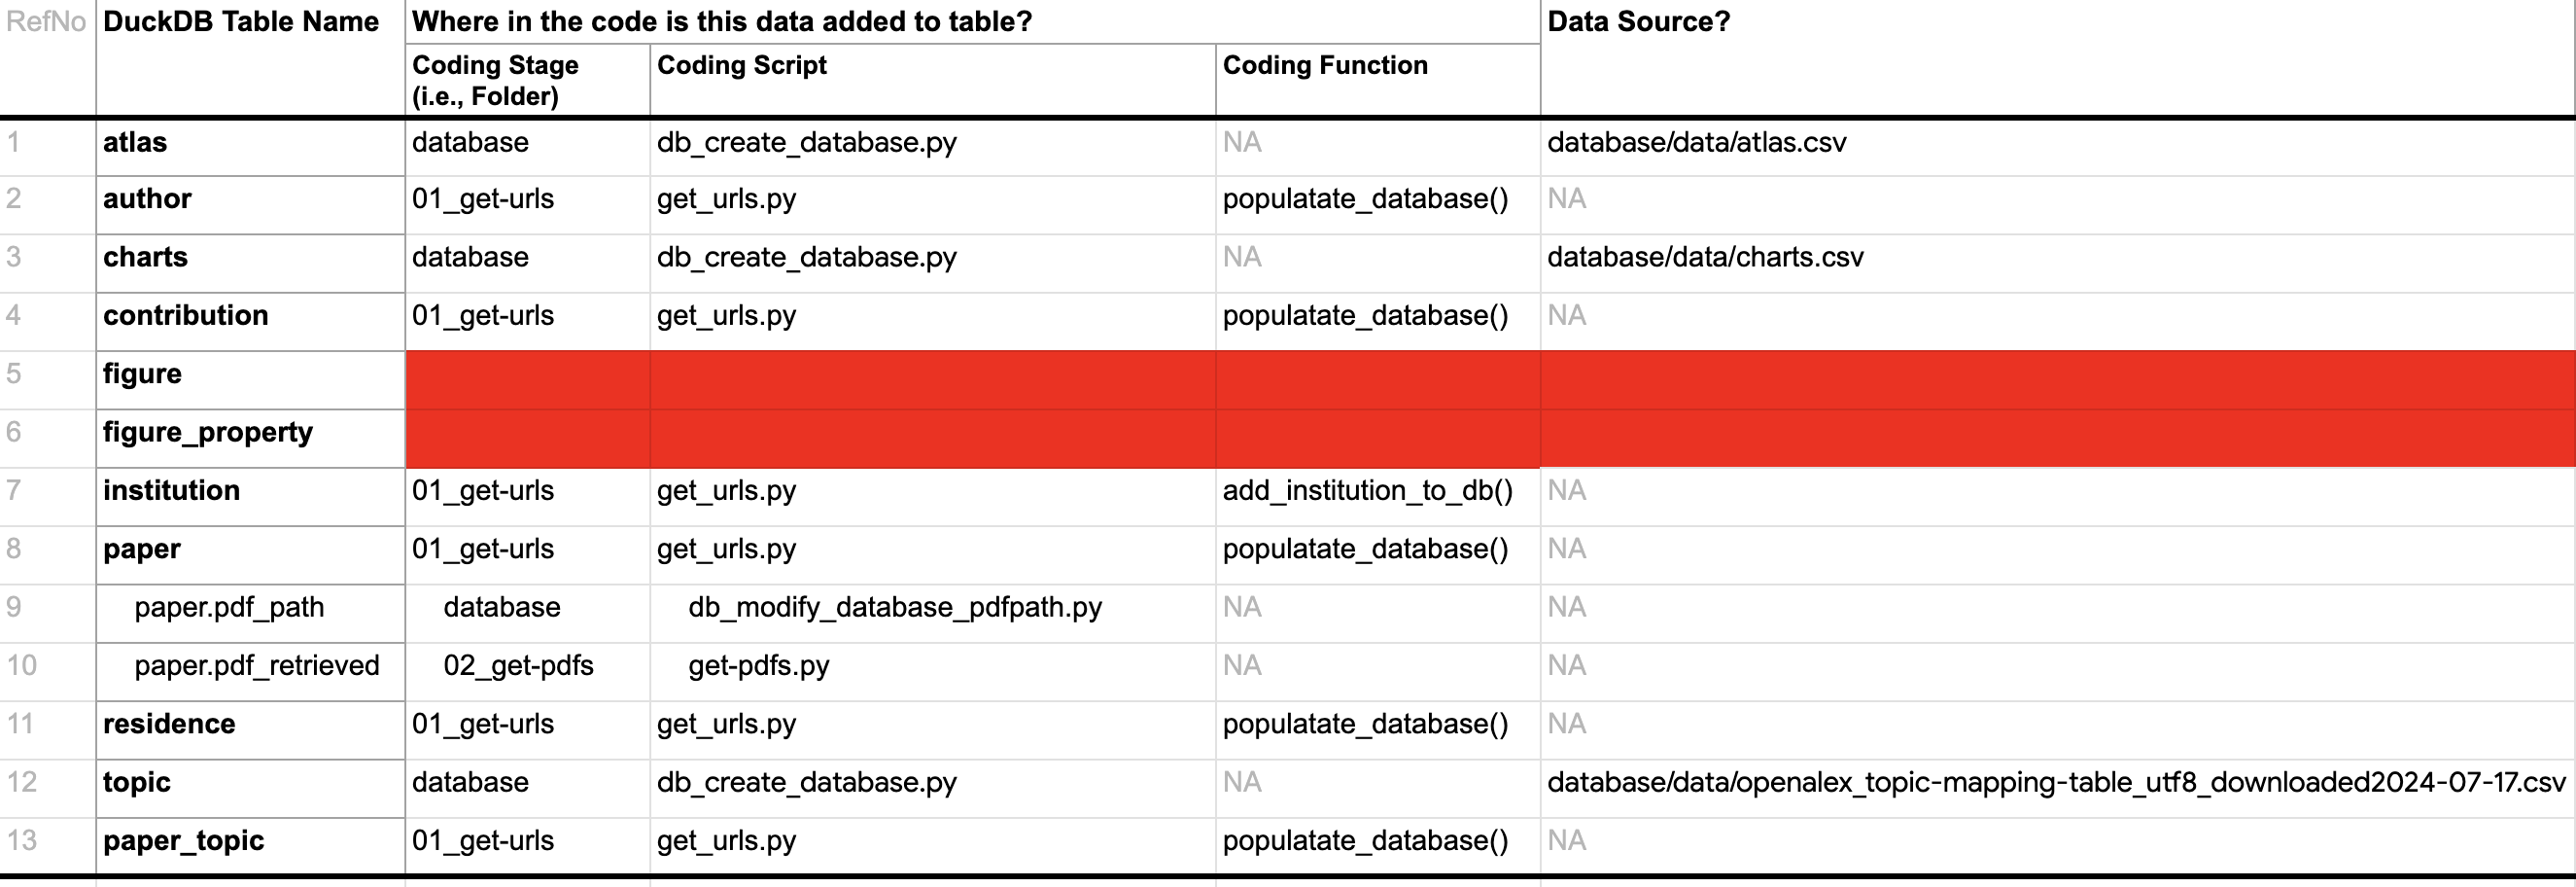 RefNo DuckDB Table Name Where in the code is this data added to table? Data Source?
Coding Stage (i.e., Folder) Coding Script Coding Function
1 atlas database db_create_database.py NA database/data/atlas.csv
2 author 01_get-urls get_urls.py populatate_database() NA
3 charts database db_create_database.py NA database/data/charts.csv
4 contribution 01_get-urls get_urls.py populatate_database() NA
5 figure
6 figure_property
7 institution 01_get-urls get_urls.py add_institution_to_db() NA
8 paper 01_get-urls get_urls.py populatate_database() NA
9 paper.pdf_path database db_modify_database_pdfpath.py NA NA
10 paper.pdf_retrieved 02_get-pdfs get-pdfs.py NA NA
11 residence 01_get-urls get_urls.py populatate_database() NA
12 topic database db_create_database.py NA database/data/openalex_topic-mapping-table_utf8_downloaded2024-07-17.csv
13 paper_topic 01_get-urls get_urls.py populatate_database() NA